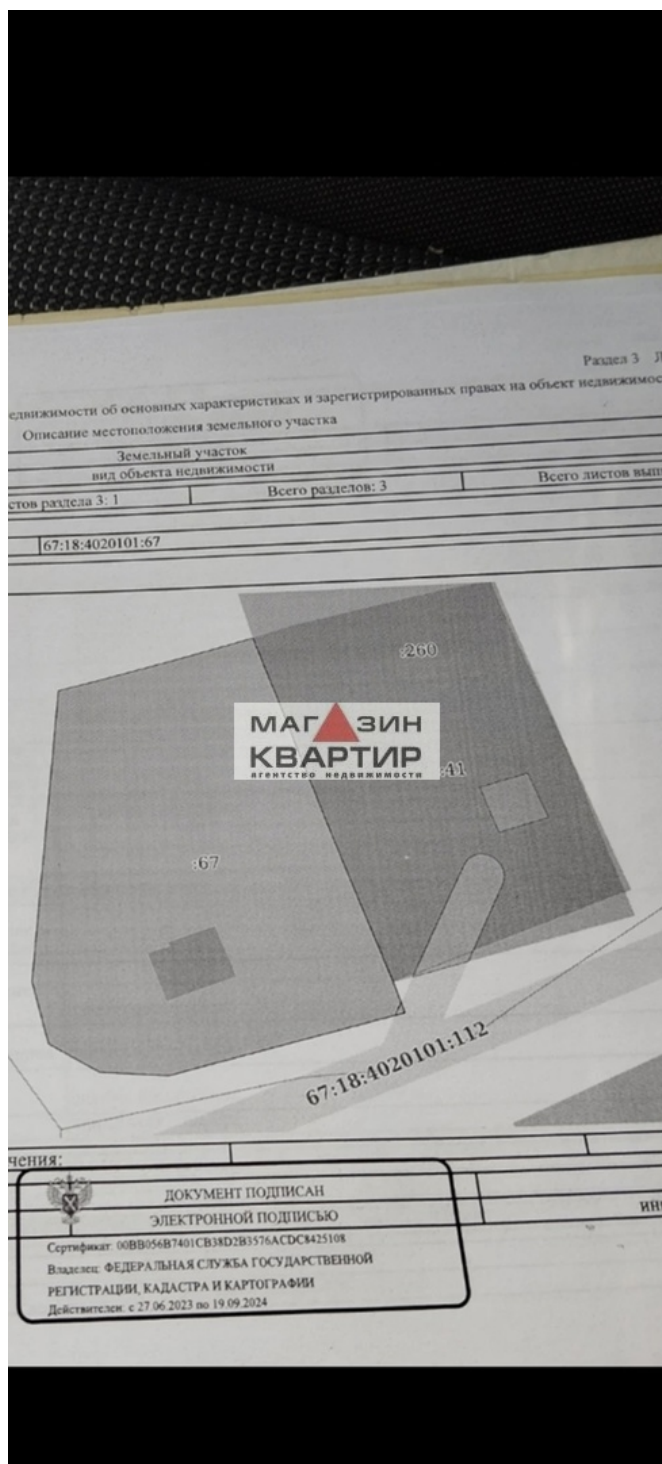 Раздел 3
едвижимости об основных характеристиках и зарегистрированных правах на объект недвижимос
Описание местоположения земельного участка
Земельный участок
вид объекта недвижимости
стов раздела 3: 1 Всего разделов: 3 Всего листов вып
67:18:4020101:67
:260
МАГАЗИН
КВАРТИР
агентство недвижимости
:41
:67
67:18:4020101:112
чения:
ДОКУМЕНТ ПОДПИСАН
ЭЛЕКТРОННОЙ ПОДПИСЬЮ
Сертификат: 00BB056B7401CB38D2B3576ACDC8425108
Владелец: ФЕДЕРАЛЬНАЯ СЛУЖБА ГОСУДАРСТВЕННОЙ
РЕГИСТРАЦИИ, КАДАСТРА И КАРТОГРАФИИ
Действителен: с 27.06.2023 по 19.09.2024